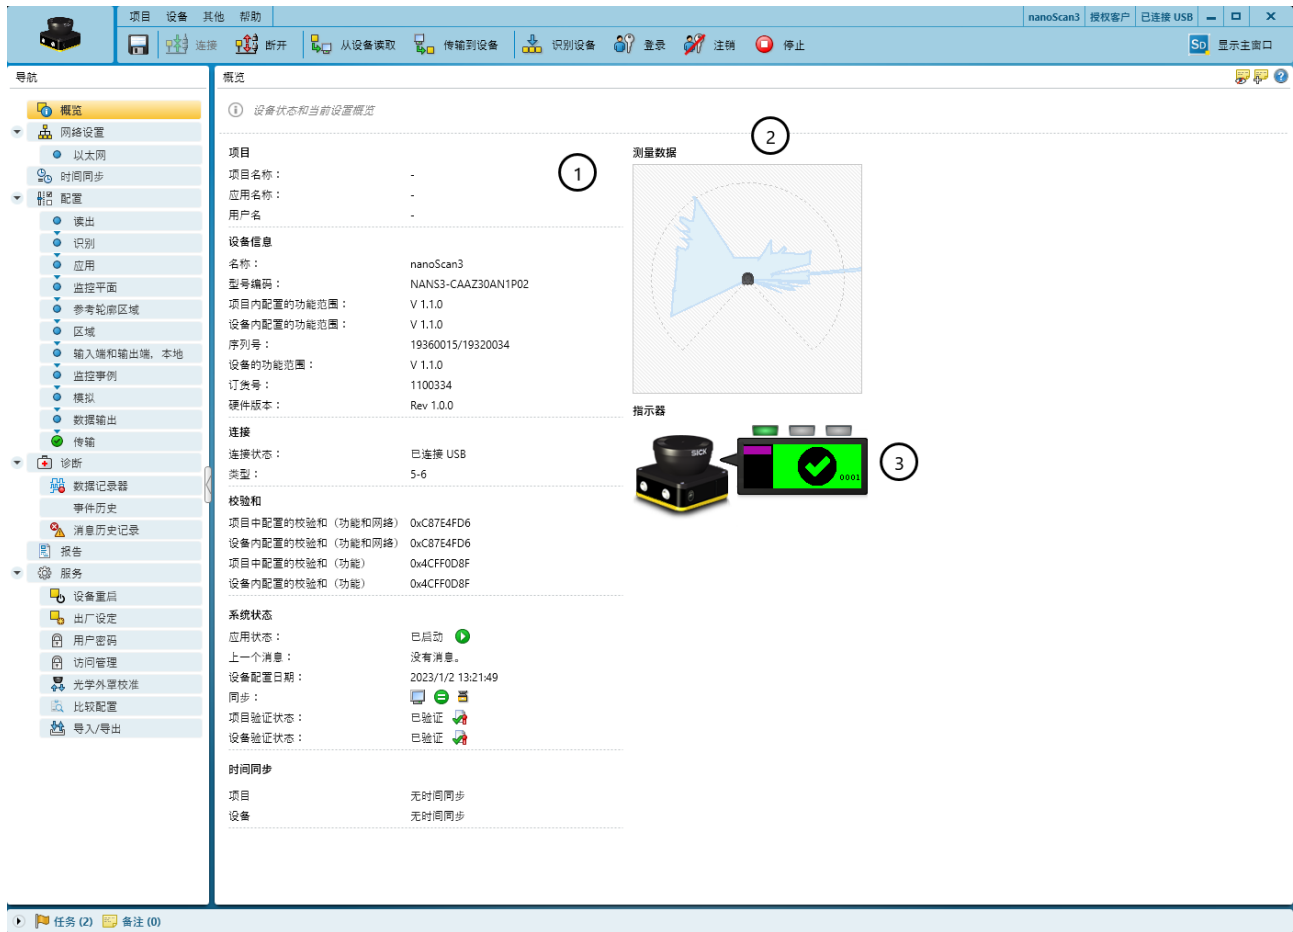 项目 设备 其他 帮助
nanoScan3 授权客户 已连接 USB
连接 断开 从设备读取 传输到设备 识别设备 登录 注销 停止 SD 显示主窗口
导航
概览
网络设置
以太网
时间同步
配置
读出
识别
应用
监控平面
参考轮廓区域
区域
输入端和输出端，本地
监控事例
模拟
数据输出
传输
诊断
数据记录器
事件历史
消息历史记录
报告
服务
设备重启
出厂设定
用户密码
访问管理
光学外罩校准
比较配置
导入/导出
概览
设备状态和当前设置概览
项目
1
项目名称： -
应用名称： -
用户名 -
设备信息
名称： nanoScan3
型号编码： NANS3-CAAZ30AN1P02
项目内配置的功能范围： V 1.1.0
设备内配置的功能范围： V 1.1.0
序列号： 19360015/19320034
设备的功能范围： V 1.1.0
订货号： 1100334
硬件版本： Rev 1.0.0
连接
连接状态： 已连接 USB
类型： 5-6
校验和
项目中配置的校验和（功能和网络） 0xC87E4FD6
设备内配置的校验和（功能和网络） 0xC87E4FD6
项目中配置的校验和（功能） 0x4CFF0D8F
设备内配置的校验和（功能） 0x4CFF0D8F
系统状态
应用状态： 已启动
上一个消息： 没有消息。
设备配置日期： 2023/1/2 13:21:49
同步：
项目验证状态： 已验证
设备验证状态： 已验证
时间同步
项目 无时间同步
设备 无时间同步
2
测量数据
指示器
SICK
0001
3
任务 (2) 备注 (0)